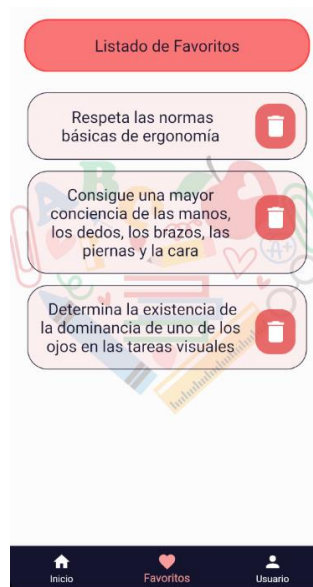 Listado de Favoritos
Respeta las normas
básicas de ergonomía
Consigue una mayor
conciencia de las manos,
los dedos, los brazos, las
piernas y la cara
Determina la existencia de
la dominancia de uno de los
ojos en las tareas visuales
A+
Inicio
Favoritos
Usuario